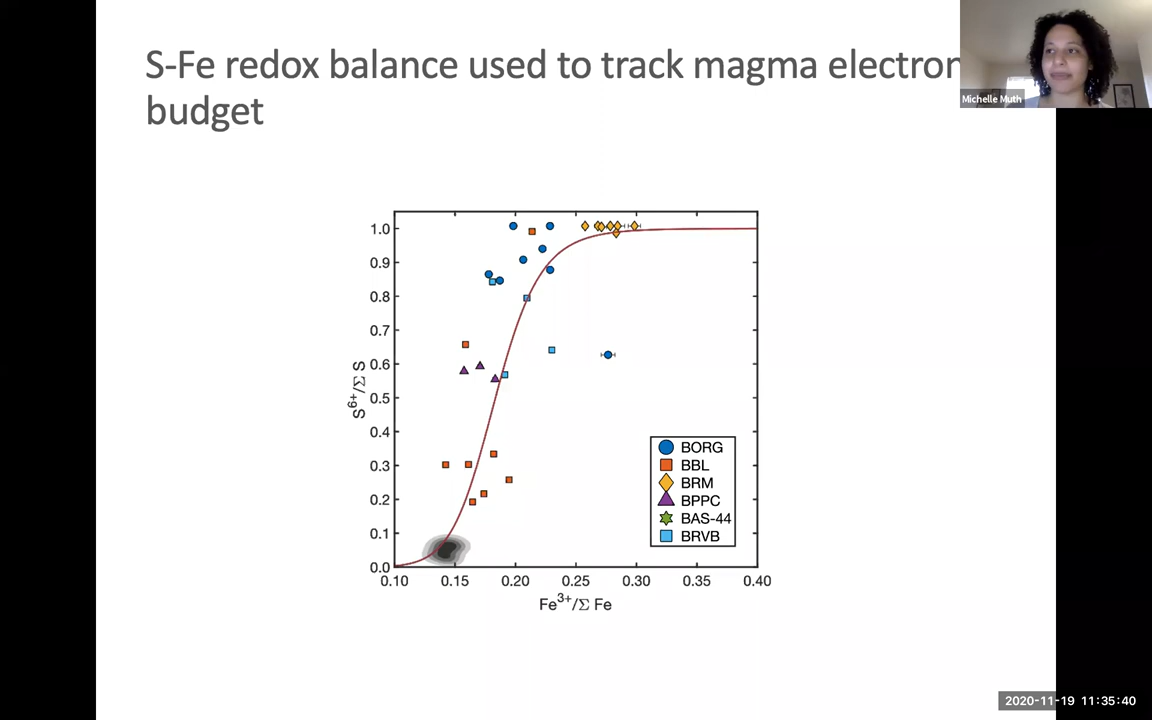 S-Fe redox balance used to track magma electron
budget
Michelle Muth
1.0
0.9
0.8
0.7
0.6
0.5
0.4
0.3
0.2
0.1
0.0
S6+/Σ S
BORG
BBL
BRM
BPPC
BAS-44
BRVB
0.10 0.15 0.20 0.25 0.30 0.35 0.40
Fe3+/Σ Fe
2020-11-19 11:35:40